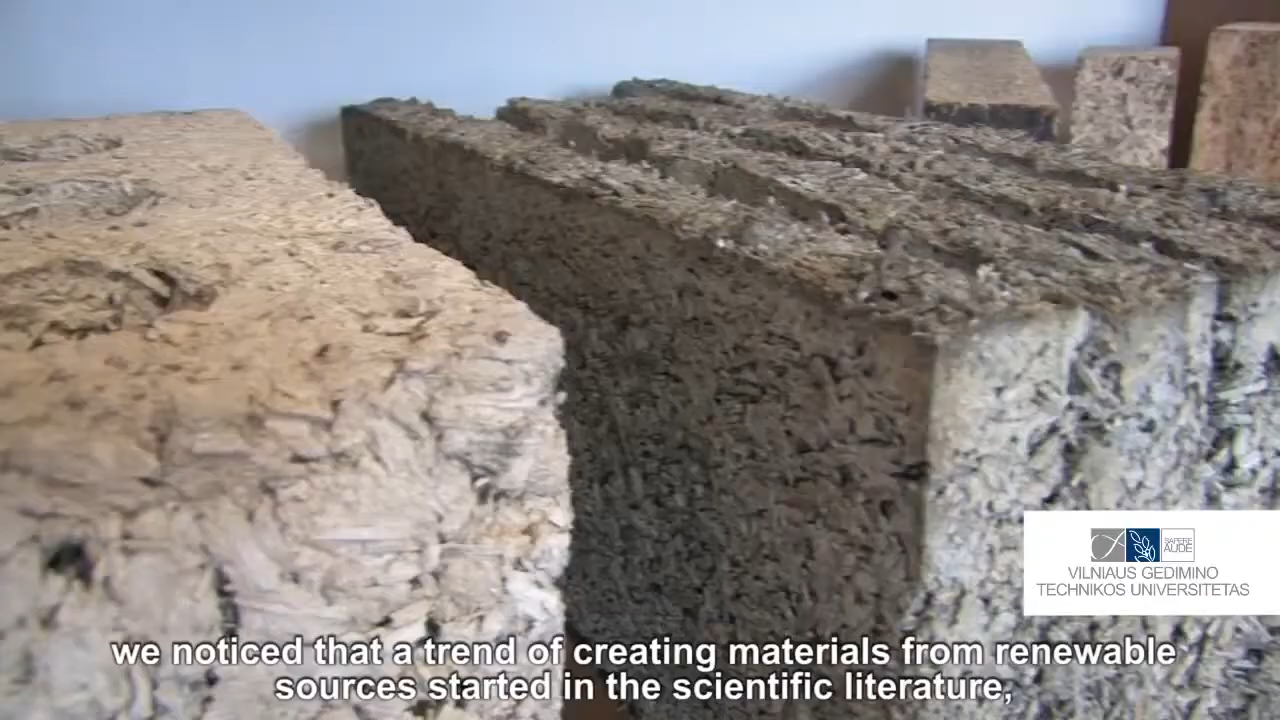 SAPERE
AUDE
VILNIAUS GEDIMINO
TECHNIKOS UNIVERSITETAS
we noticed that a trend of creating materials from renewable
sources started in the scientific literature,